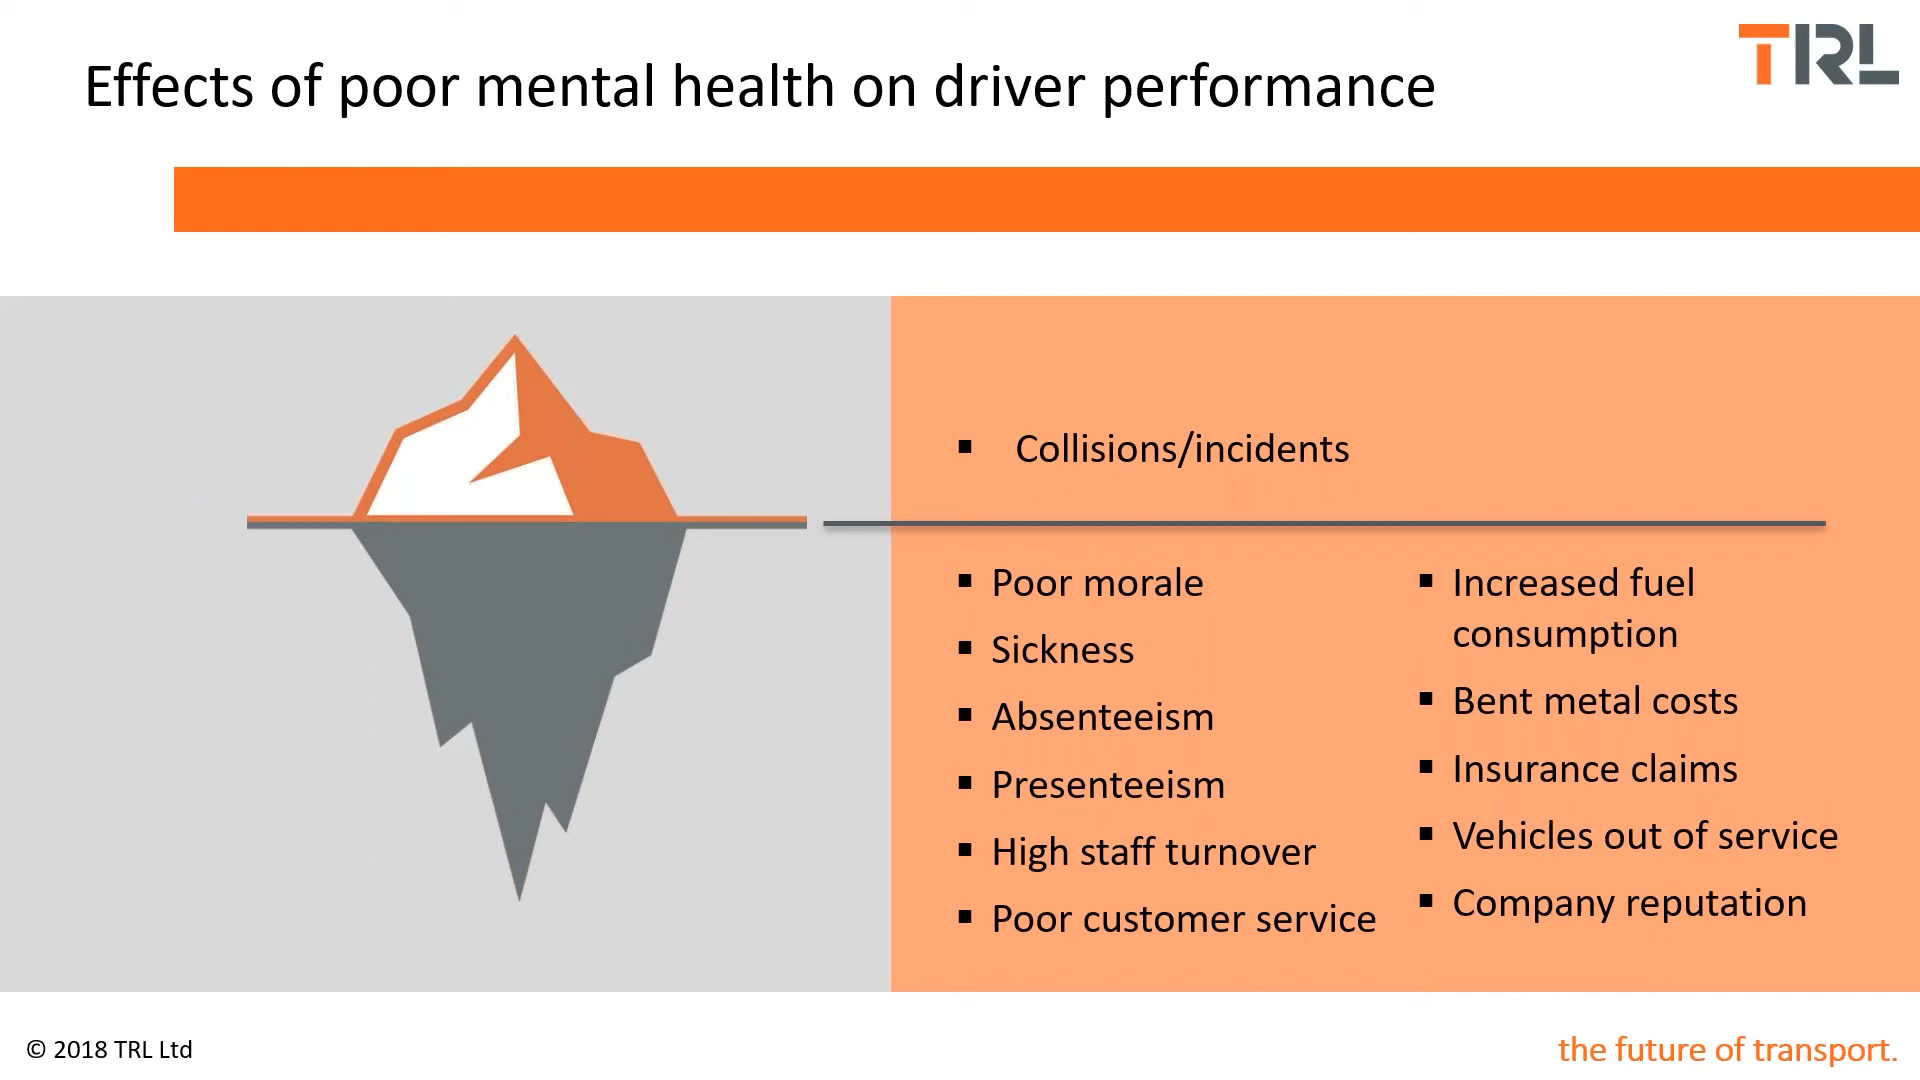 Effects of poor mental health on driver performance
TRL
Collisions/incidents
Poor morale
Sickness
Absenteeism
Presenteeism
High staff turnover
Poor customer service
Increased fuel
consumption
Bent metal costs
Insurance claims
Vehicles out of service
Company reputation
© 2018 TRL Ltd
the future of transport.